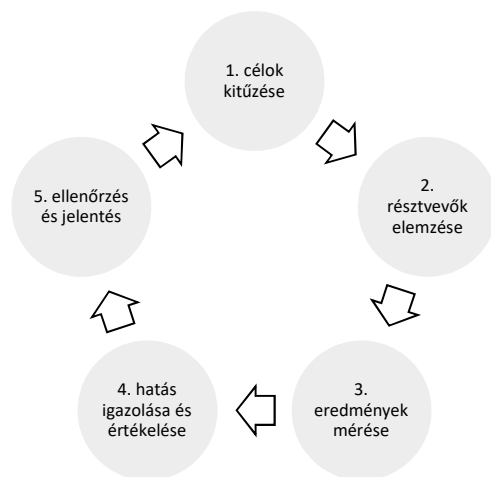 1. célok
kitűzése
2.
résztvevők
elemzése
3.
eredmények
mérése
4. hatás
igazolása és
értékelése
5. ellenőrzés
és jelentés